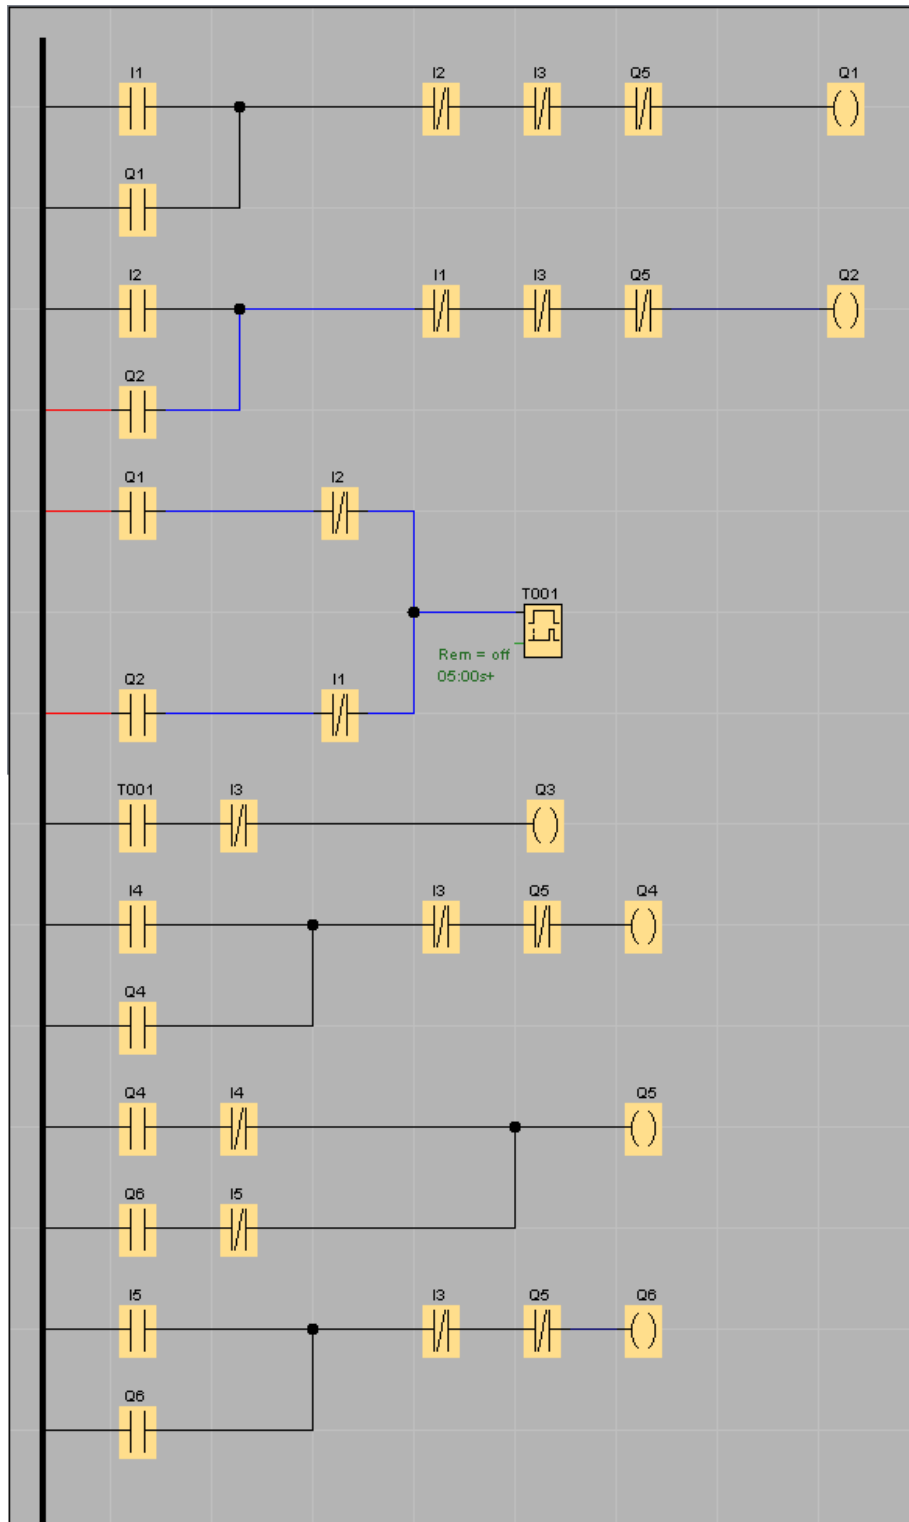 I1 I2 I3 Q5 Q1
Q1
I2 I1 I3 Q5 Q2
Q2
Q1 I2
T001
Rem = off
05:00s+
Q2 I1
T001 I3 Q3
I4 I3 Q5 Q4
Q4
Q4 I4 Q5
Q6 I5
I5 I3 Q5 Q6
Q6